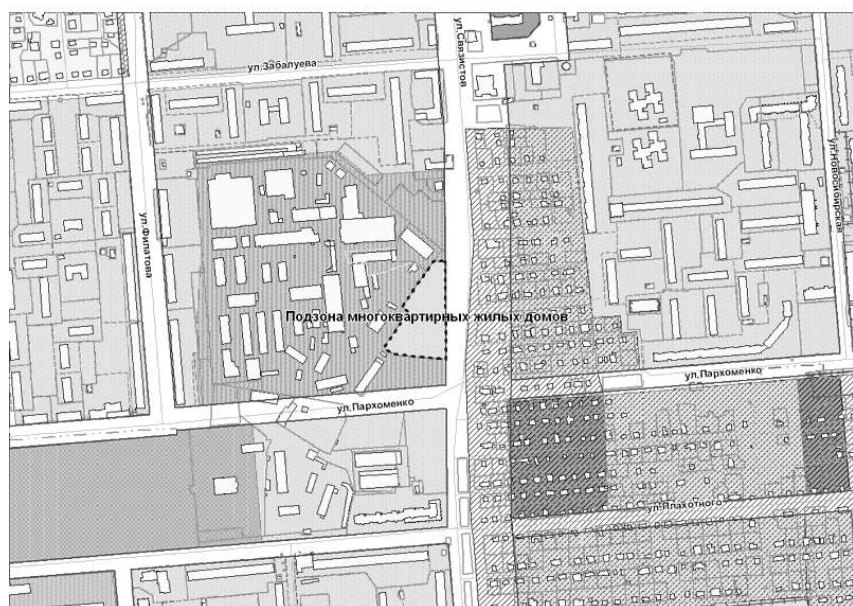 ул.Связистов
ул.Забалуева
ул.Новосибирская
ул.Филатова
Подзона многоквартирных жилых домов
ул.Пархоменко
ул.Пархоменко
ул.Плахотного